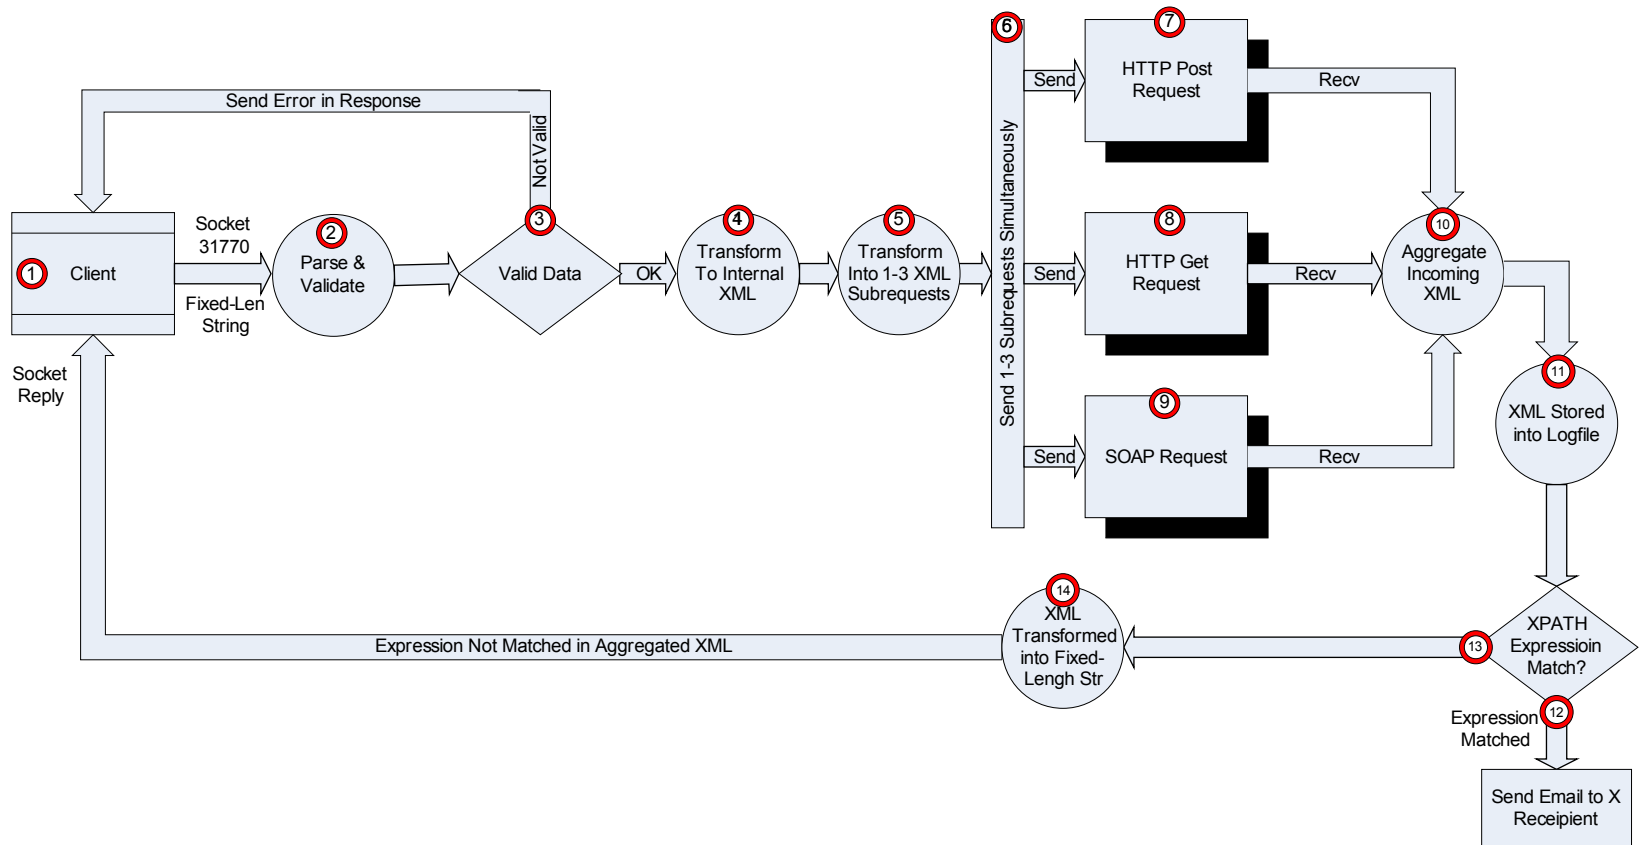 Send Error in Response
Not Valid
1
Client
Socket
31770
Fixed-Len
String
2
Parse &
Validate
3
Valid Data
OK
4
Transform
To Internal
XML
5
Transform
Into 1-3 XML
Subrequests
6
Send 1-3 Subrequests Simultaneously
Send
7
HTTP Post
Request
Recv
Send
8
HTTP Get
Request
Recv
Send
9
SOAP Request
Recv
10
Aggregate
Incoming
XML
11
XML Stored
into Logfile
XPATH
Expressioin
Match?
13
12
Expression
Matched
Send Email to X
Receipient
14
XML
Transformed
into Fixed-
Lengh Str
Expression Not Matched in Aggregated XML
Socket
Reply